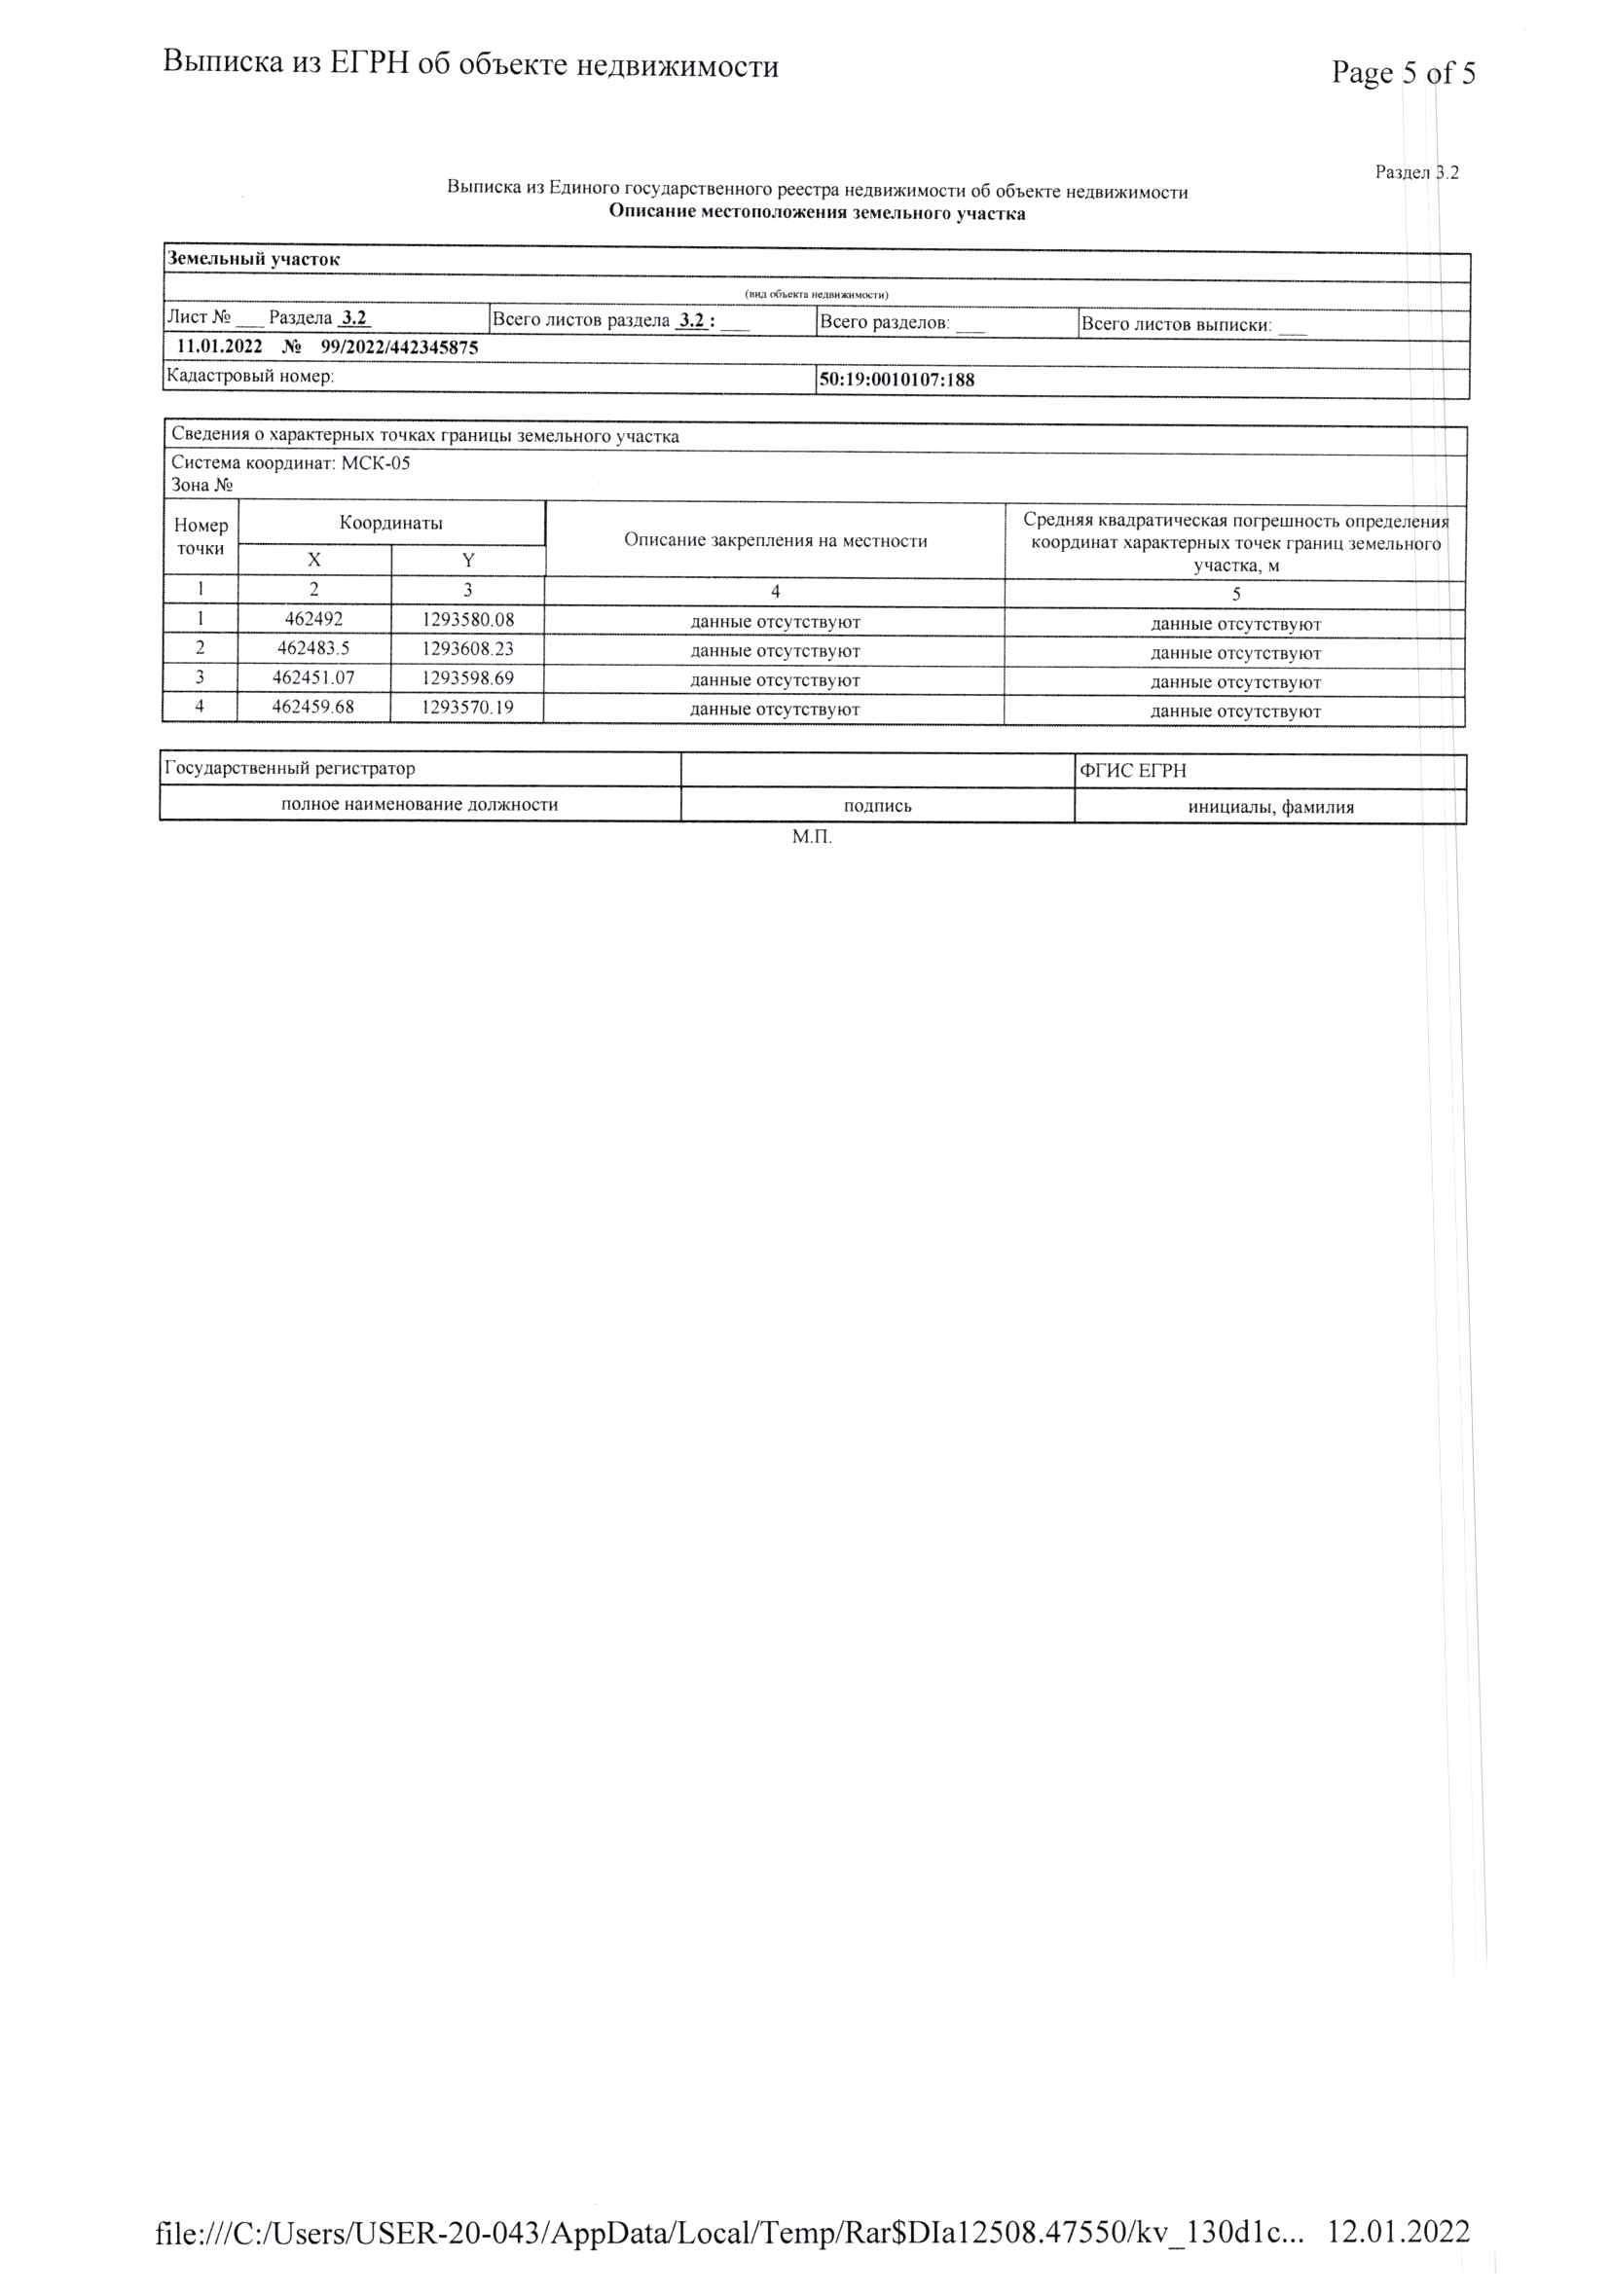 Выписка из ЕГРН об объекте недвижимости
Page 5 of 5
Раздел 3.2
Выписка из Единого государственного реестра недвижимости об объекте недвижимости
Описание местоположения земельного участка
Земельный участок
(вид объекта недвижимости)
Лист № ___ Раздела 3.2 Всего листов раздела 3.2 : ___ Всего разделов: ___ Всего листов выписки: ___
11.01.2022 № 99/2022/442345875
Кадастровый номер: 50:19:0010107:188
Сведения о характерных точках границы земельного участка
Система координат: МСК-05
Зона №
Номер точки
Координаты
X Y
Описание закрепления на местности
Средняя квадратическая погрешность определения
координат характерных точек границ земельного
участка, м
1 2 3 4 5
1 462492 1293580.08 данные отсутствуют данные отсутствуют
2 462483.5 1293608.23 данные отсутствуют данные отсутствуют
3 462451.07 1293598.69 данные отсутствуют данные отсутствуют
4 462459.68 1293570.19 данные отсутствуют данные отсутствуют
Государственный регистратор ФГИС ЕГРН
полное наименование должности подпись инициалы, фамилия
М.П.
file:///C:/Users/USER-20-043/AppData/Local/Temp/Rar$DIa12508.47550/kv_130d1c... 12.01.2022